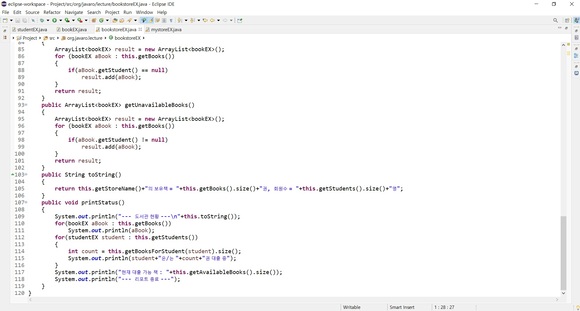 eclipse-workspace - Project/src/org/javaro/lecture/bookstoreEX.java - Eclipse IDE
File Edit Source Refactor Navigate Search Project Run Window Help
studentEX.java bookEX.java bookstoreEX.java mystoreEX.java
Project src org.javaro.lecture bookstoreEX
85 ArrayList<bookEX> result = new ArrayList<bookEX>();
86 for (bookEX aBook : this.getBooks())
87 {
88 if(aBook.getStudent() == null)
89 result.add(aBook);
90 }
91 return result;
92 }
93 public ArrayList<bookEX> getUnavailableBooks()
94 {
95 ArrayList<bookEX> result = new ArrayList<bookEX>();
96 for (bookEX aBook : this.getBooks())
97 {
98 if(aBook.getStudent() != null)
99 result.add(aBook);
100 }
101 return result;
102 }
103 public String toString()
104 {
105 return this.getStoreName()+"의 보유책 = "+this.getBooks().size()+"권, 회원수 = "+this.getStudents().size()+"명";
106 }
107 public void printStatus()
108 {
109 System.out.println("--- 도서관 현황 ---\n"+this.toString());
110 for(bookEX aBook : this.getBooks())
111 System.out.println(aBook);
112 for(studentEX student : this.getStudents())
113 {
114 int count = this.getBooksForStudent(student).size();
115 System.out.println(student+"은/는 "+count+"권 대출 중");
116 }
117 System.out.println("현재 대출 가능 책 : "+this.getAvailableBooks().size());
118 System.out.println("--- 리포트 종료 ---");
119 }
120 }
Writable Smart Insert 1 : 28 : 27